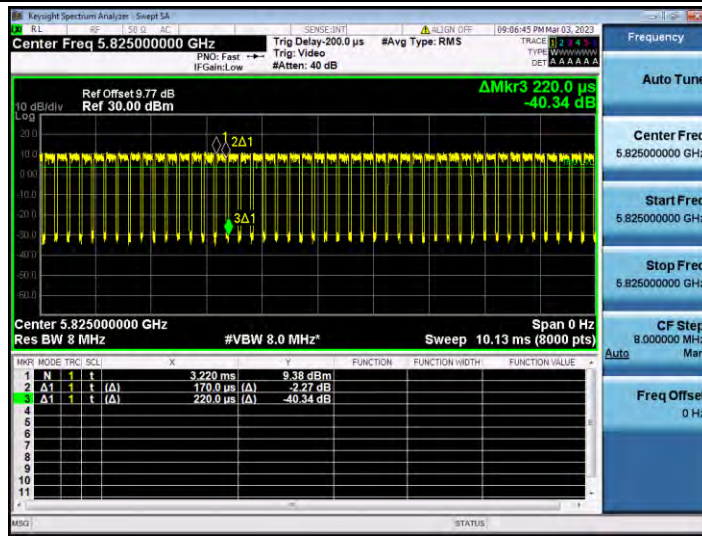 Keysight Spectrum Analyzer - Swept SA
RL RF 50 Ω AC SENSE:INT ALIGN OFF 09:06:45 PM Mar 03, 2023
Center Freq 5.825000000 GHz
PNO: Fast
IFGain:Low
Trig Delay-200.0 µs
Trig: Video
#Atten: 40 dB
#Avg Type: RMS
TRACE 1 2 3 4 5 6
TYPE WWWWWW
DET A A A A A A
Ref Offset 9.77 dB
10 dB/div Ref 30.00 dBm
Log
ΔMkr3 220.0 µs
-40.34 dB
20.0
10.0
0.00
-10.0
-20.0
-30.0
-40.0
-50.0
-60.0
1
2Δ1
3Δ1
Center 5.825000000 GHz Span 0 Hz
Res BW 8 MHz #VBW 8.0 MHz* Sweep 10.13 ms (8000 pts)
MKR MODE TRC SCL X Y FUNCTION FUNCTION WIDTH FUNCTION VALUE
1 N 1 t 3.220 ms 9.38 dBm
2 Δ1 1 t (Δ) 170.0 µs (Δ) -2.27 dB
3 Δ1 1 t (Δ) 220.0 µs (Δ) -40.34 dB
4
5
6
7
8
9
10
11
MSG STATUS
Frequency
Auto Tune
Center Freq
5.825000000 GHz
Start Freq
5.825000000 GHz
Stop Freq
5.825000000 GHz
CF Step
8.000000 MHz
Auto Man
Freq Offset
0 Hz